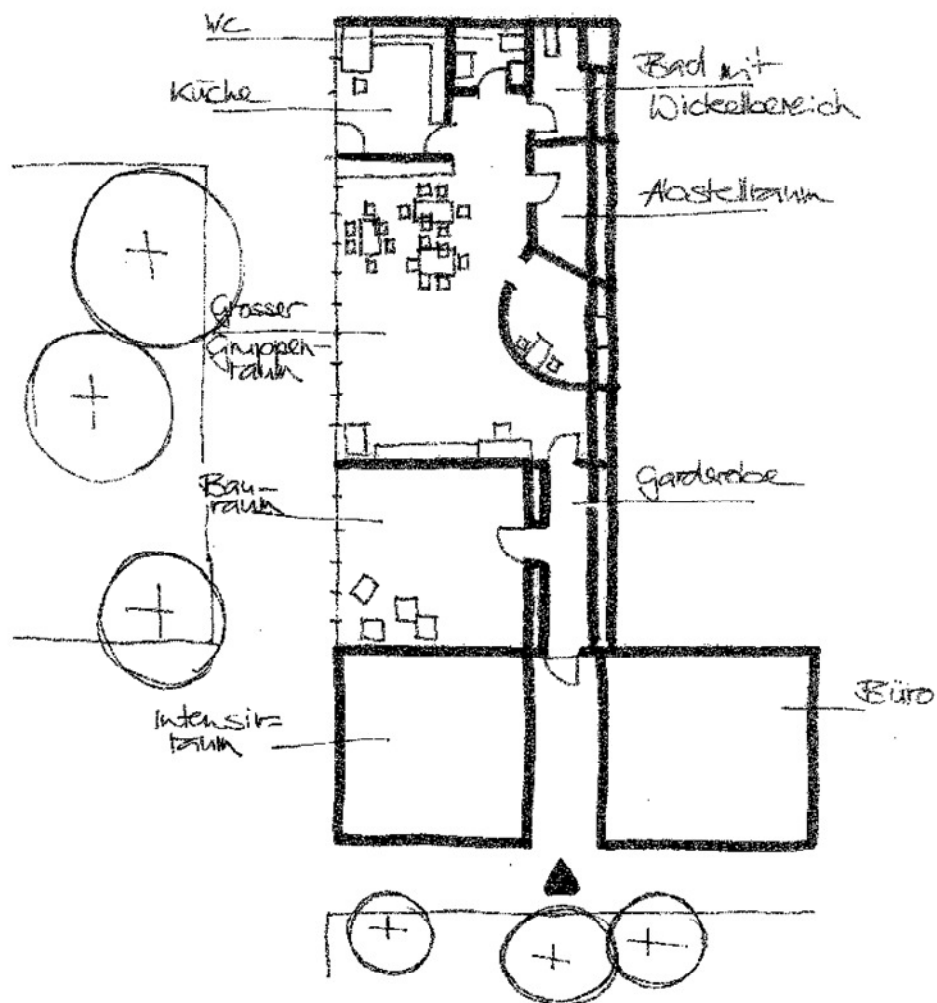 WC
Küche
Bad mit
Wickelbereich
Abstellraum
Grosser
Gruppen-
raum
Bau-
raum
Garderobe
Intensiv-
raum
Büro